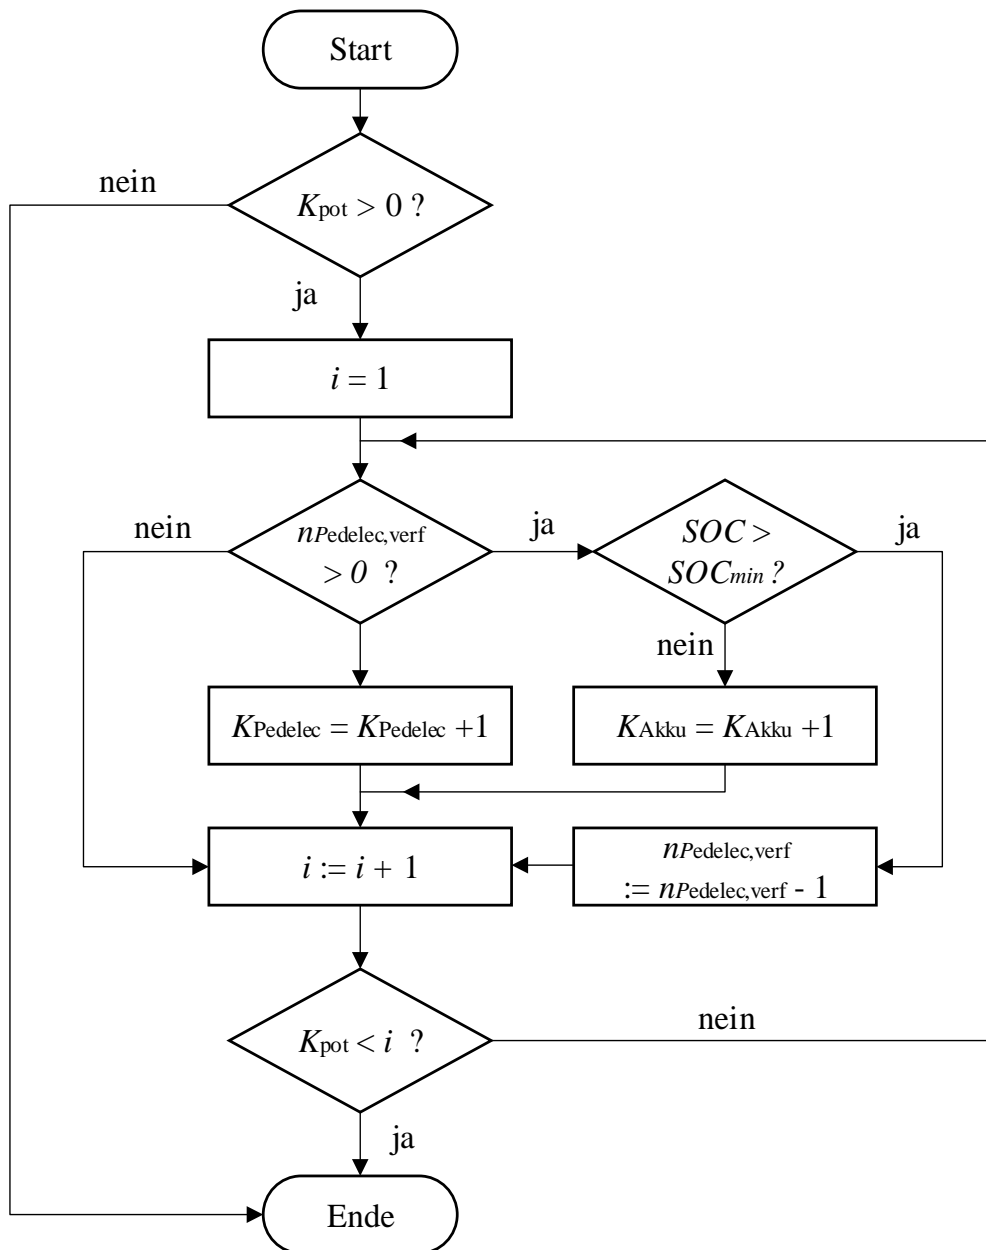 Start
nein
Kpot > 0 ?
ja
i = 1
nein
nPedelec,verf
> 0 ?
ja
SOC >
SOCmin ?
ja
nein
KPedelec = KPedelec +1
KAkku = KAkku +1
i := i + 1
nPedelec,verf
:= nPedelec,verf - 1
Kpot < i ?
nein
ja
Ende